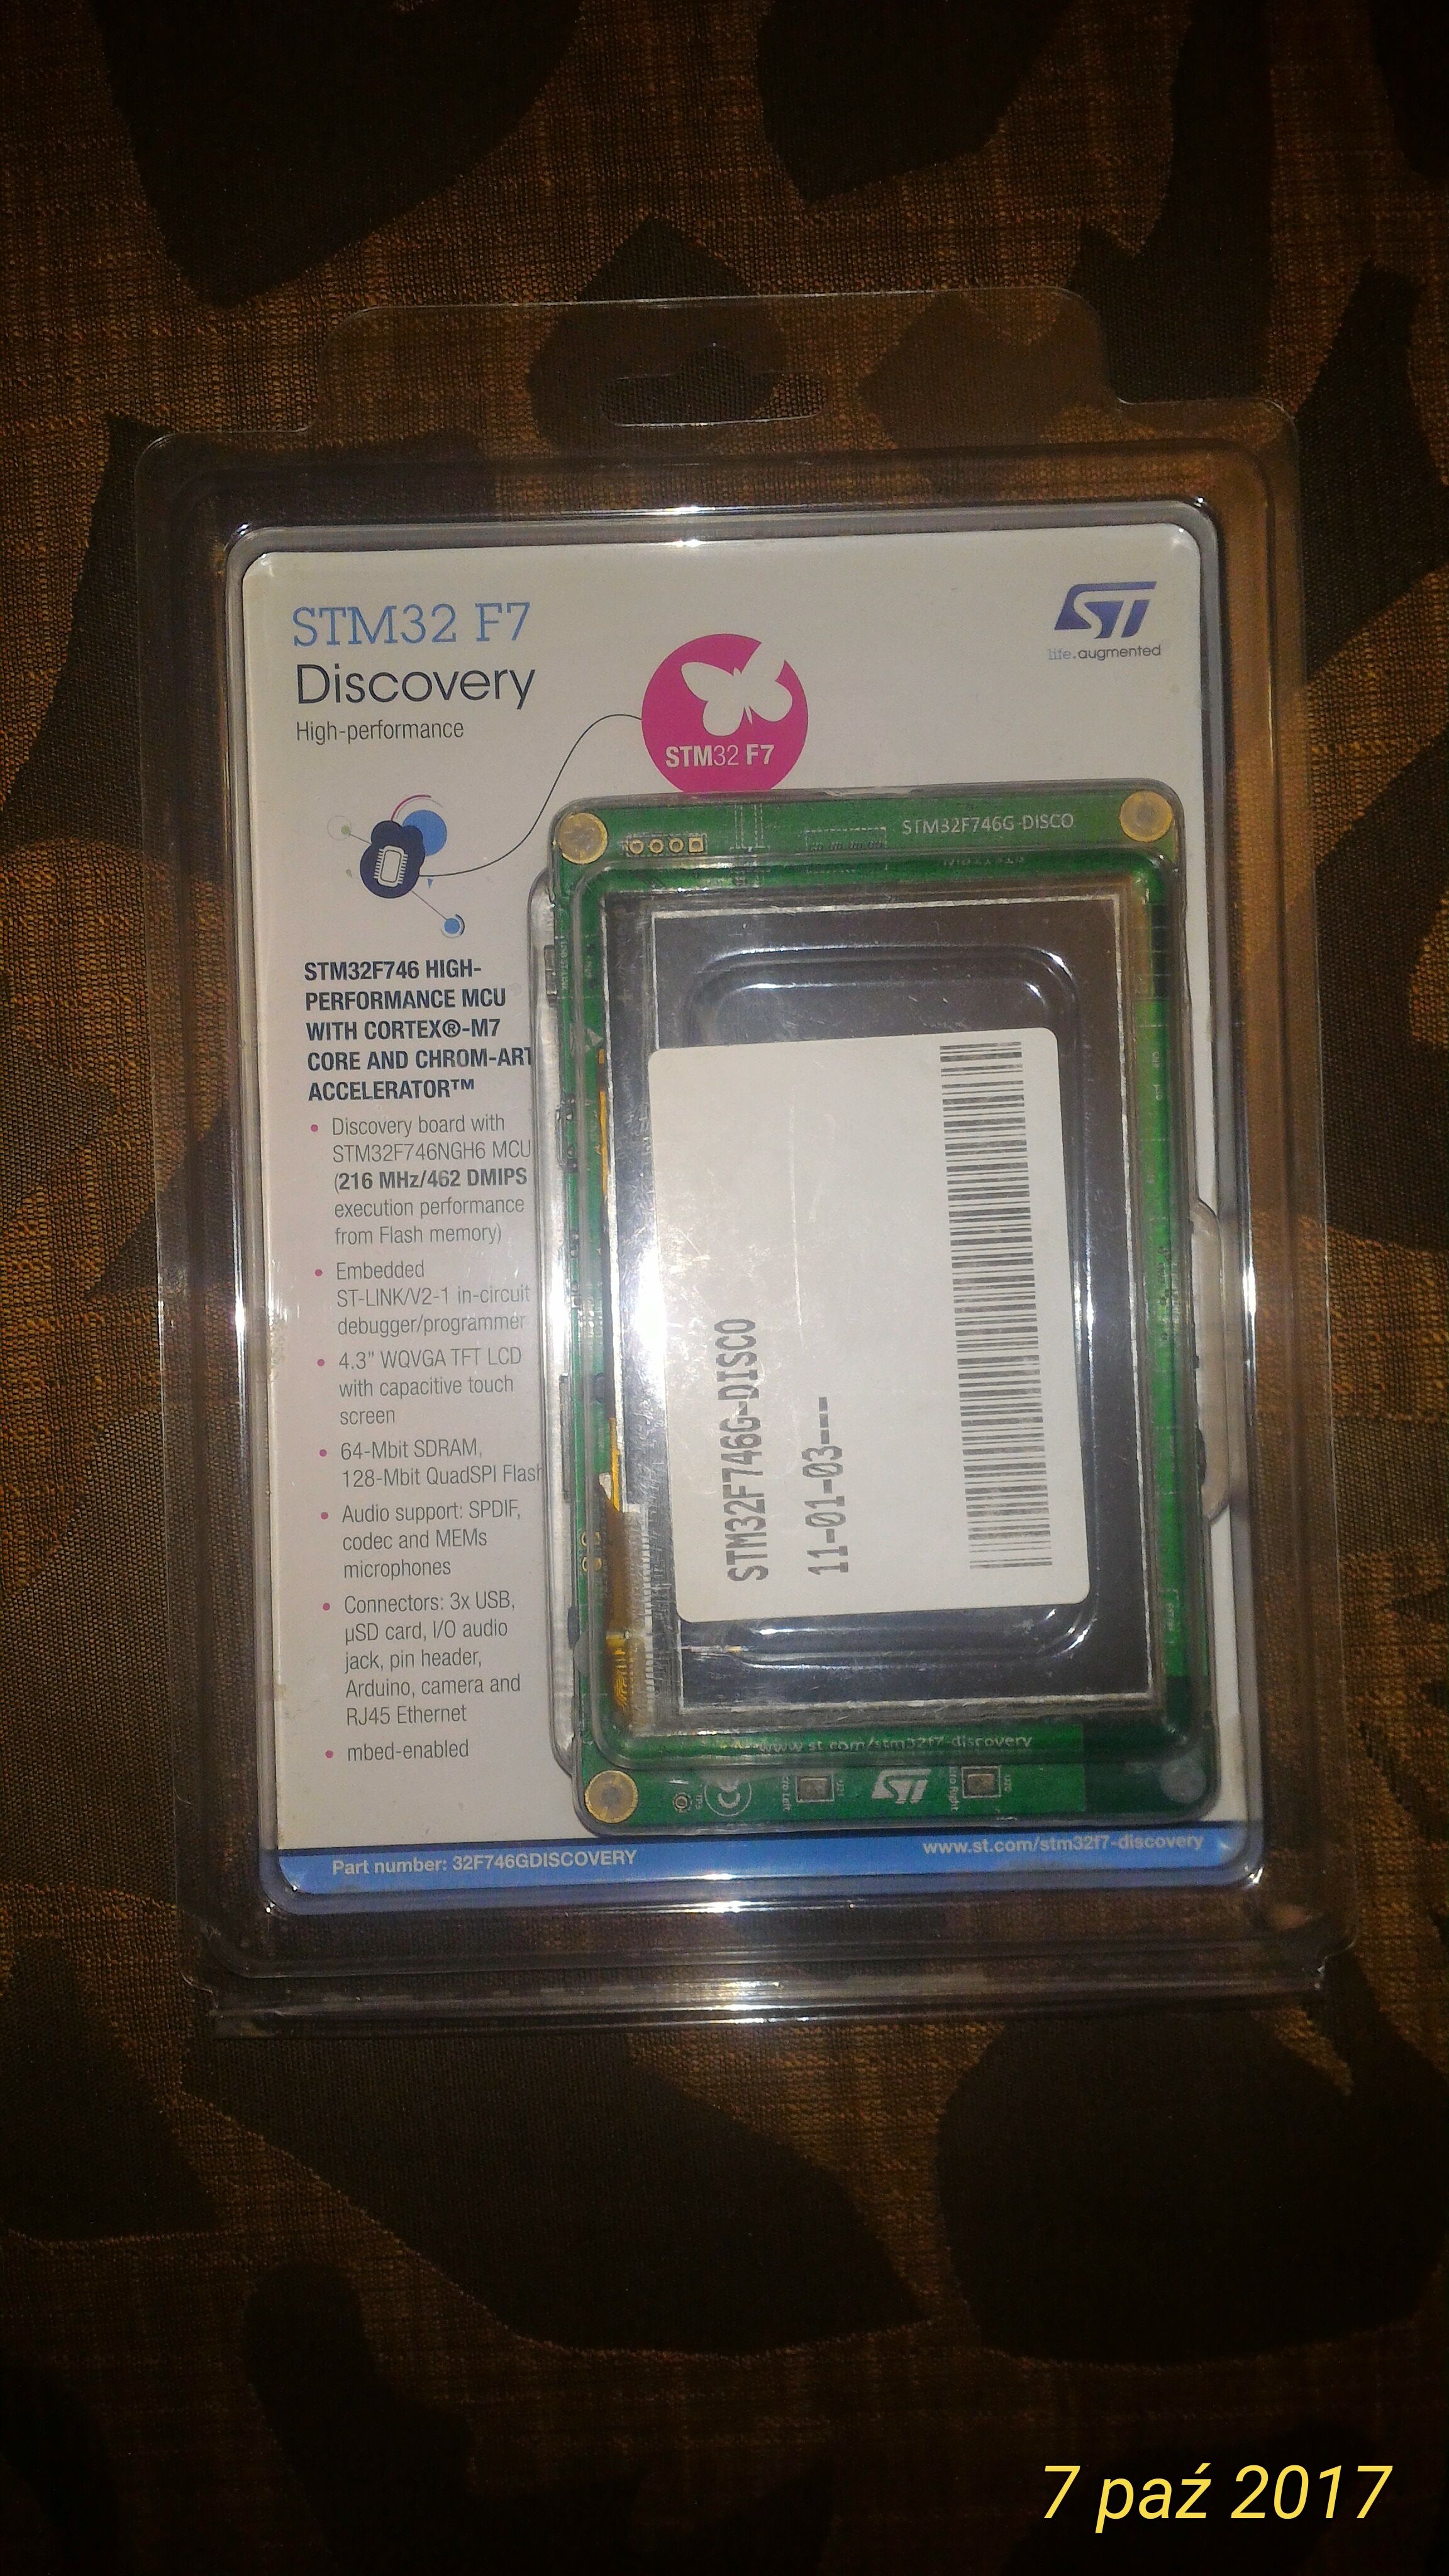 STM32 F7
Discovery
High-performance
ST
life.augmented
STM32 F7
STM32F746 HIGH-
PERFORMANCE MCU
WITH CORTEX®-M7
CORE AND CHROM-ART
ACCELERATOR™
• Discovery board with
STM32F746NGH6 MCU
(216 MHz/462 DMIPS
execution performance
from Flash memory)
• Embedded
ST-LINK/V2-1 in-circuit
debugger/programmer
• 4.3” WQVGA TFT LCD
with capacitive touch
screen
• 64-Mbit SDRAM,
128-Mbit QuadSPI Flash
• Audio support: SPDIF,
codec and MEMs
microphones
• Connectors: 3x USB,
µSD card, I/O audio
jack, pin header,
Arduino, camera and
RJ45 Ethernet
• mbed-enabled
STM32F746G-DISCO
STM32F746G-DISCO
11-01-03---
www.st.com/stm32f7-discovery
CE
ST
Part number: 32F746GDISCOVERY
www.st.com/stm32f7-discovery
7 paź 2017